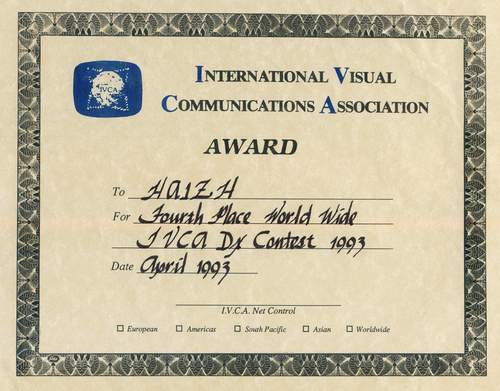 IVCA
INTERNATIONAL VISUAL
COMMUNICATIONS ASSOCIATION
AWARD
To HA1ZH
For Fourth Place World Wide
IVCA Dx Contest 1993
Date April 1993
I.V.C.A. Net Control
☐ European ☐ Americas ☐ South Pacific ☐ Asian ☐ Worldwide